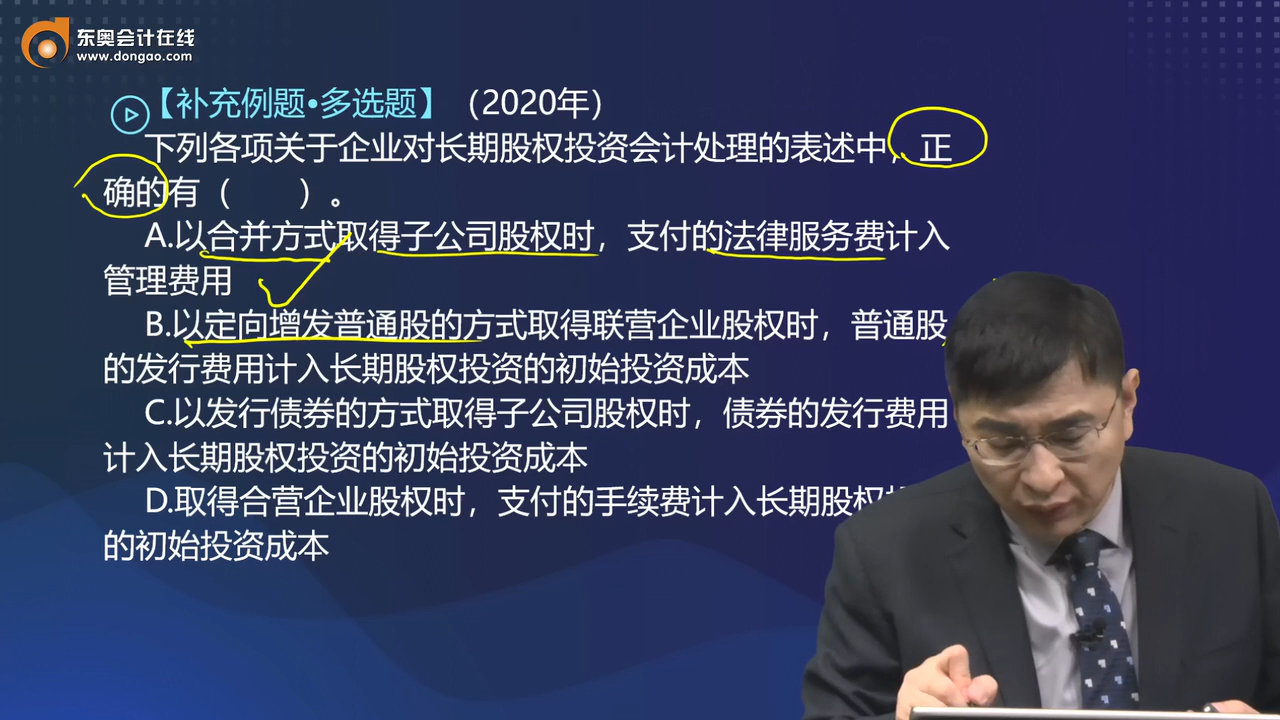 东奥会计在线
www.dongao.com
【补充例题•多选题】（2020年）
下列各项关于企业对长期股权投资会计处理的表述中，正
确的有（　　）。
A.以合并方式取得子公司股权时，支付的法律服务费计入
管理费用
B.以定向增发普通股的方式取得联营企业股权时，普通股
的发行费用计入长期股权投资的初始投资成本
C.以发行债券的方式取得子公司股权时，债券的发行费用
计入长期股权投资的初始投资成本
D.取得合营企业股权时，支付的手续费计入长期股权
的初始投资成本